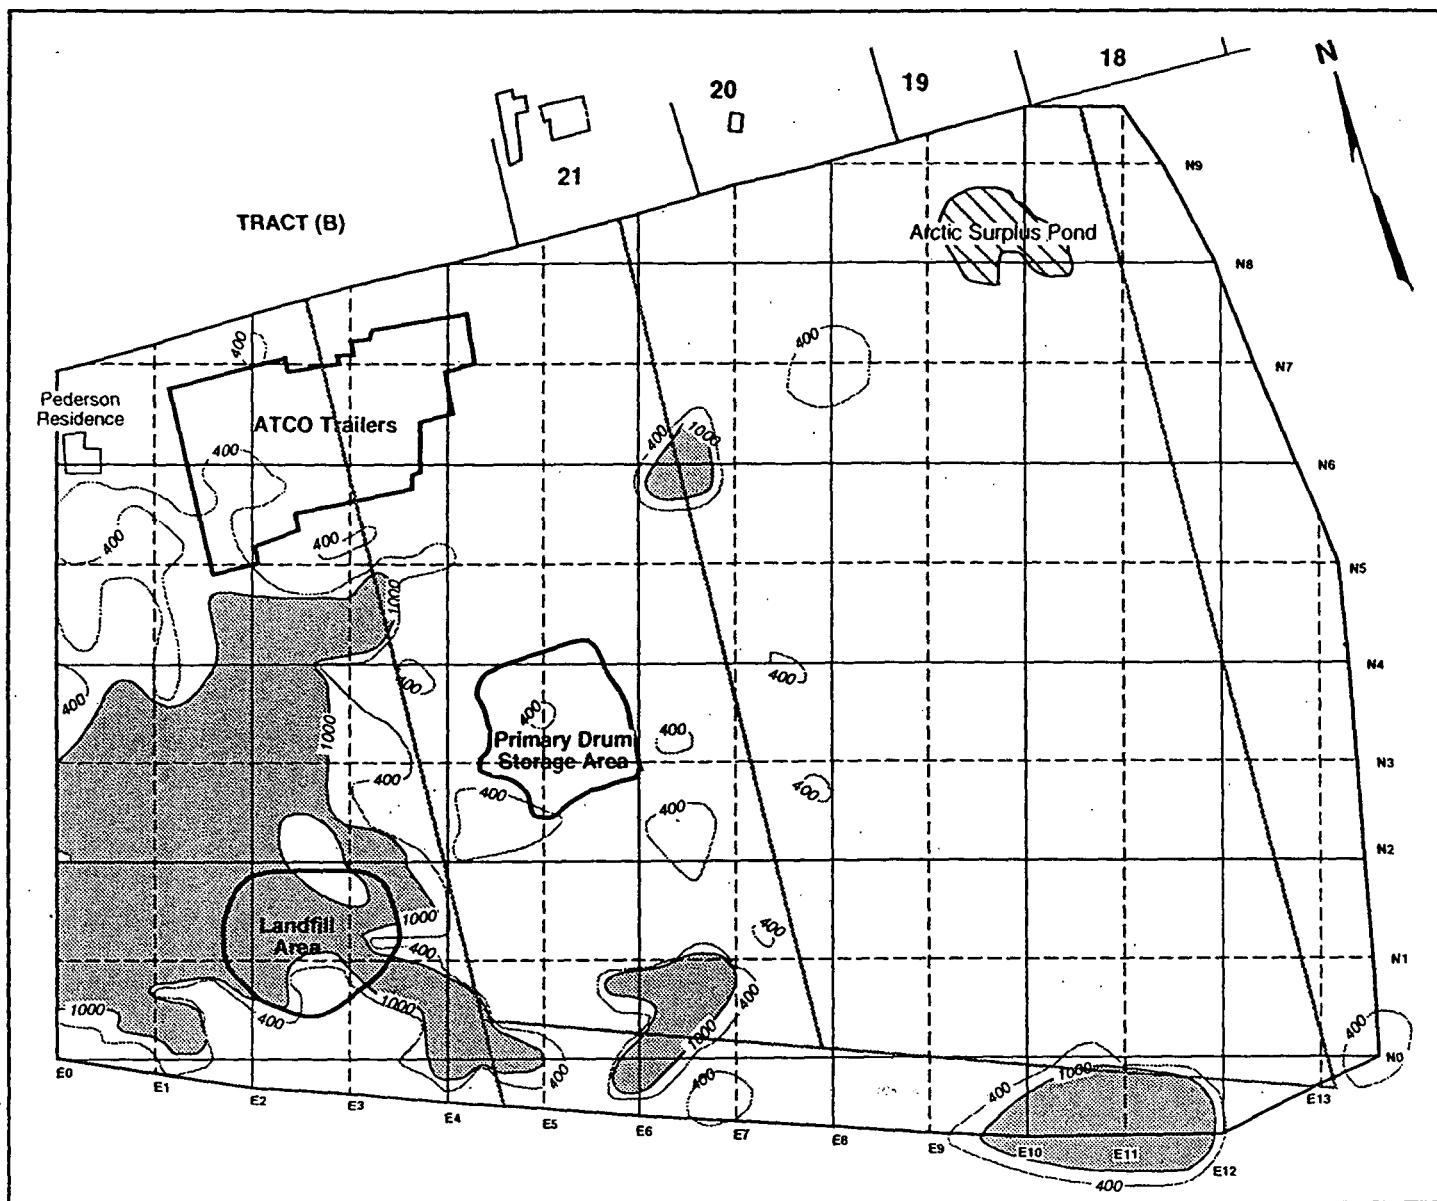 18
N
19
20
21
TRACT (B)
N9
Arctic Surplus Pond
N8
400
400
N7
Pederson
Residence
ATCO Trailers
400
1000
400
N6
400
400
N5
1000
N4
400
400
400
400
1000
Primary Drum
Storage Area
400
N3
400
400
400
400
N2
1000
Landfill
Area
400
400
N1
1000
1000
400
1000
400
400
N0
E0
E1
E2
E3
E4
400
400
1000
400
E5
E6
E7
E8
E9
E10
E11
E12
E13
400